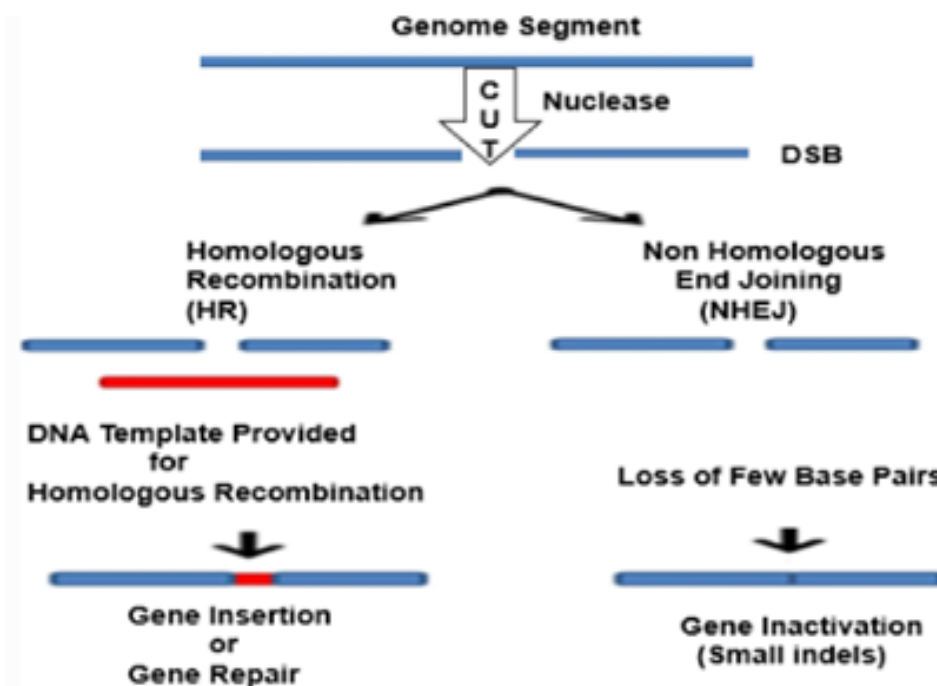 Genome Segment
CUT
Nuclease
DSB
Homologous
Recombination
(HR)
Non Homologous
End Joining
(NHEJ)
DNA Template Provided
for
Homologous Recombination
Loss of Few Base Pairs
Gene Insertion
or
Gene Repair
Gene Inactivation
(Small indels)